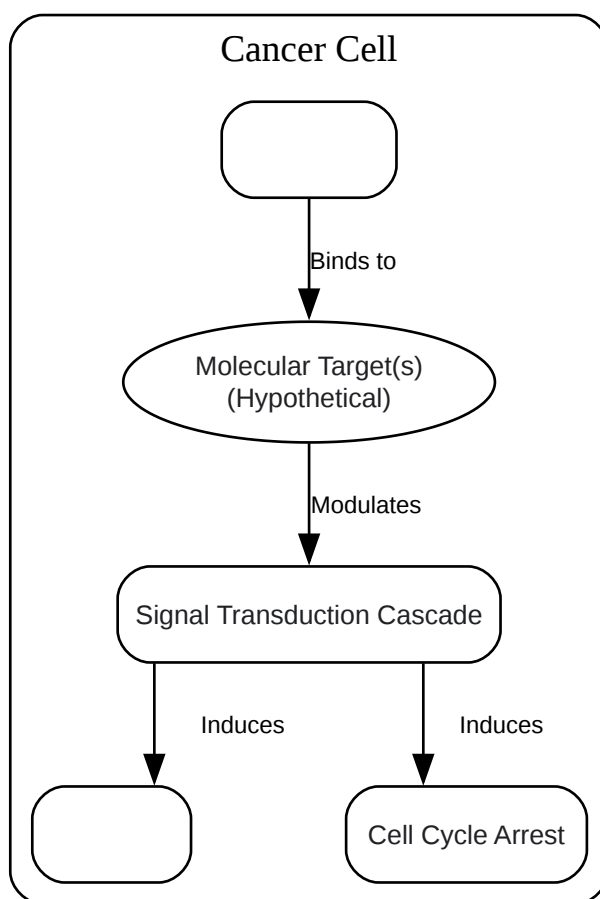 Cancer Cell
Binds to
Molecular Target(s)
(Hypothetical)
Modulates
Signal Transduction Cascade
Induces
Induces
Cell Cycle Arrest